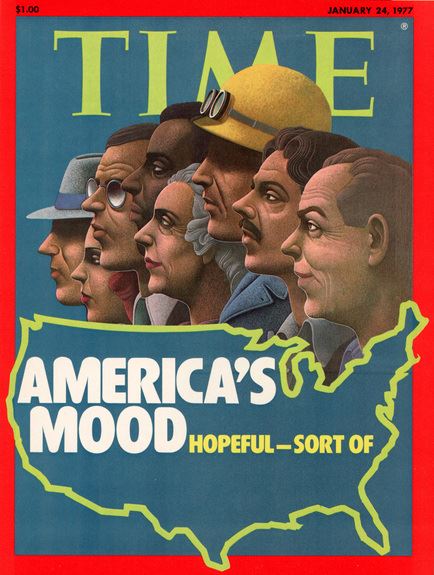 $1.00 JANUARY 24, 1977
TIME
®
AMERICA'S
MOOD HOPEFUL—SORT OF